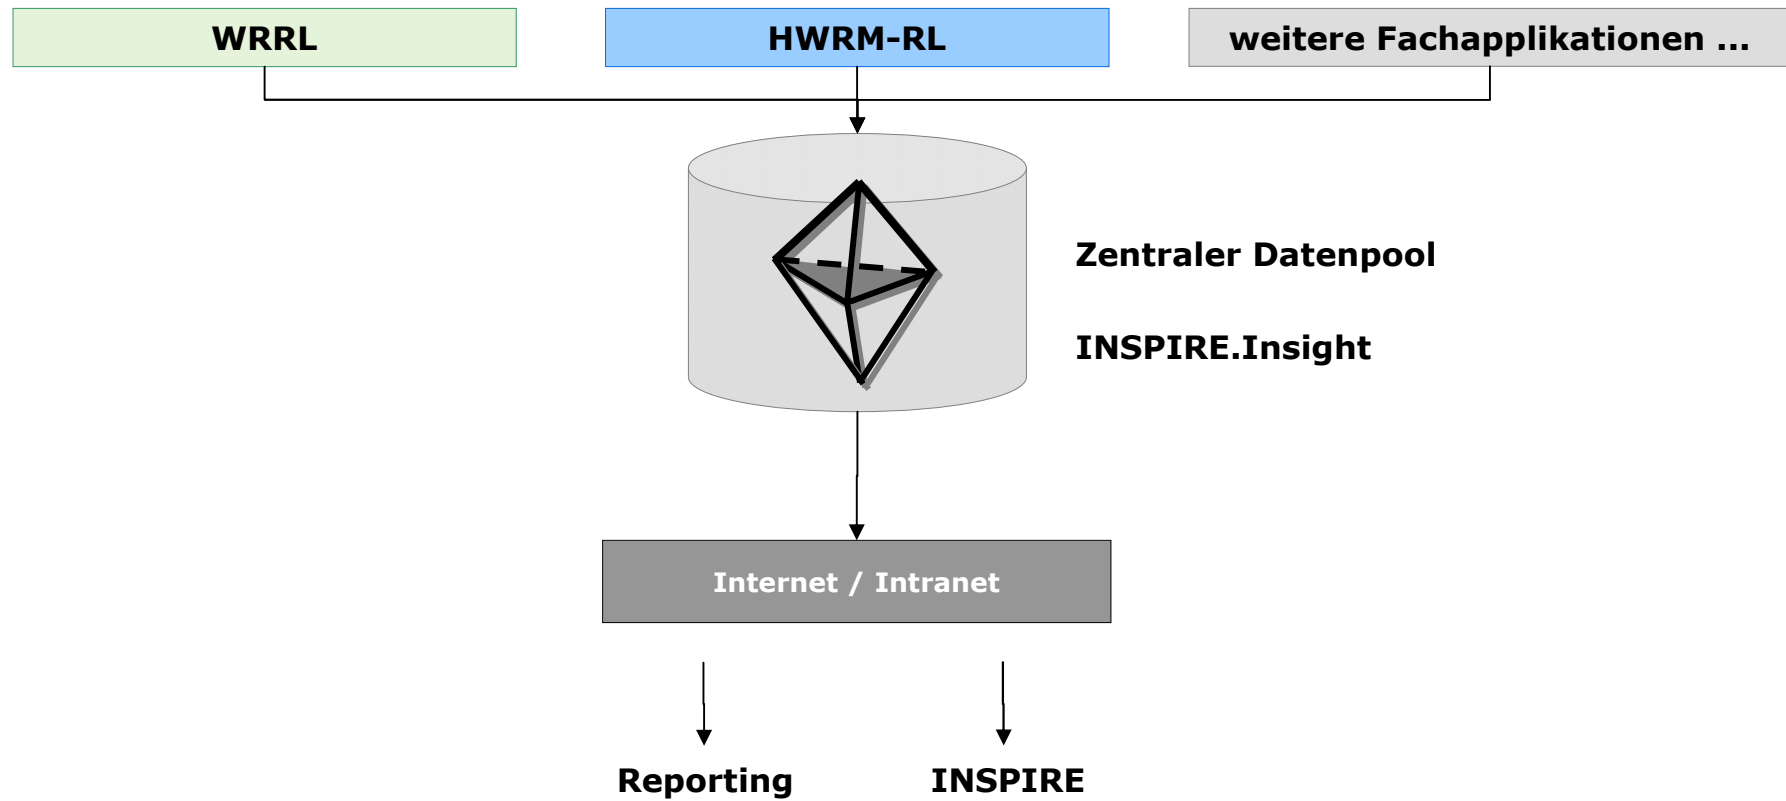 WRRL
HWRM-RL
weitere Fachapplikationen ...
Zentraler Datenpool
INSPIRE.Insight
Internet / Intranet
Reporting
INSPIRE